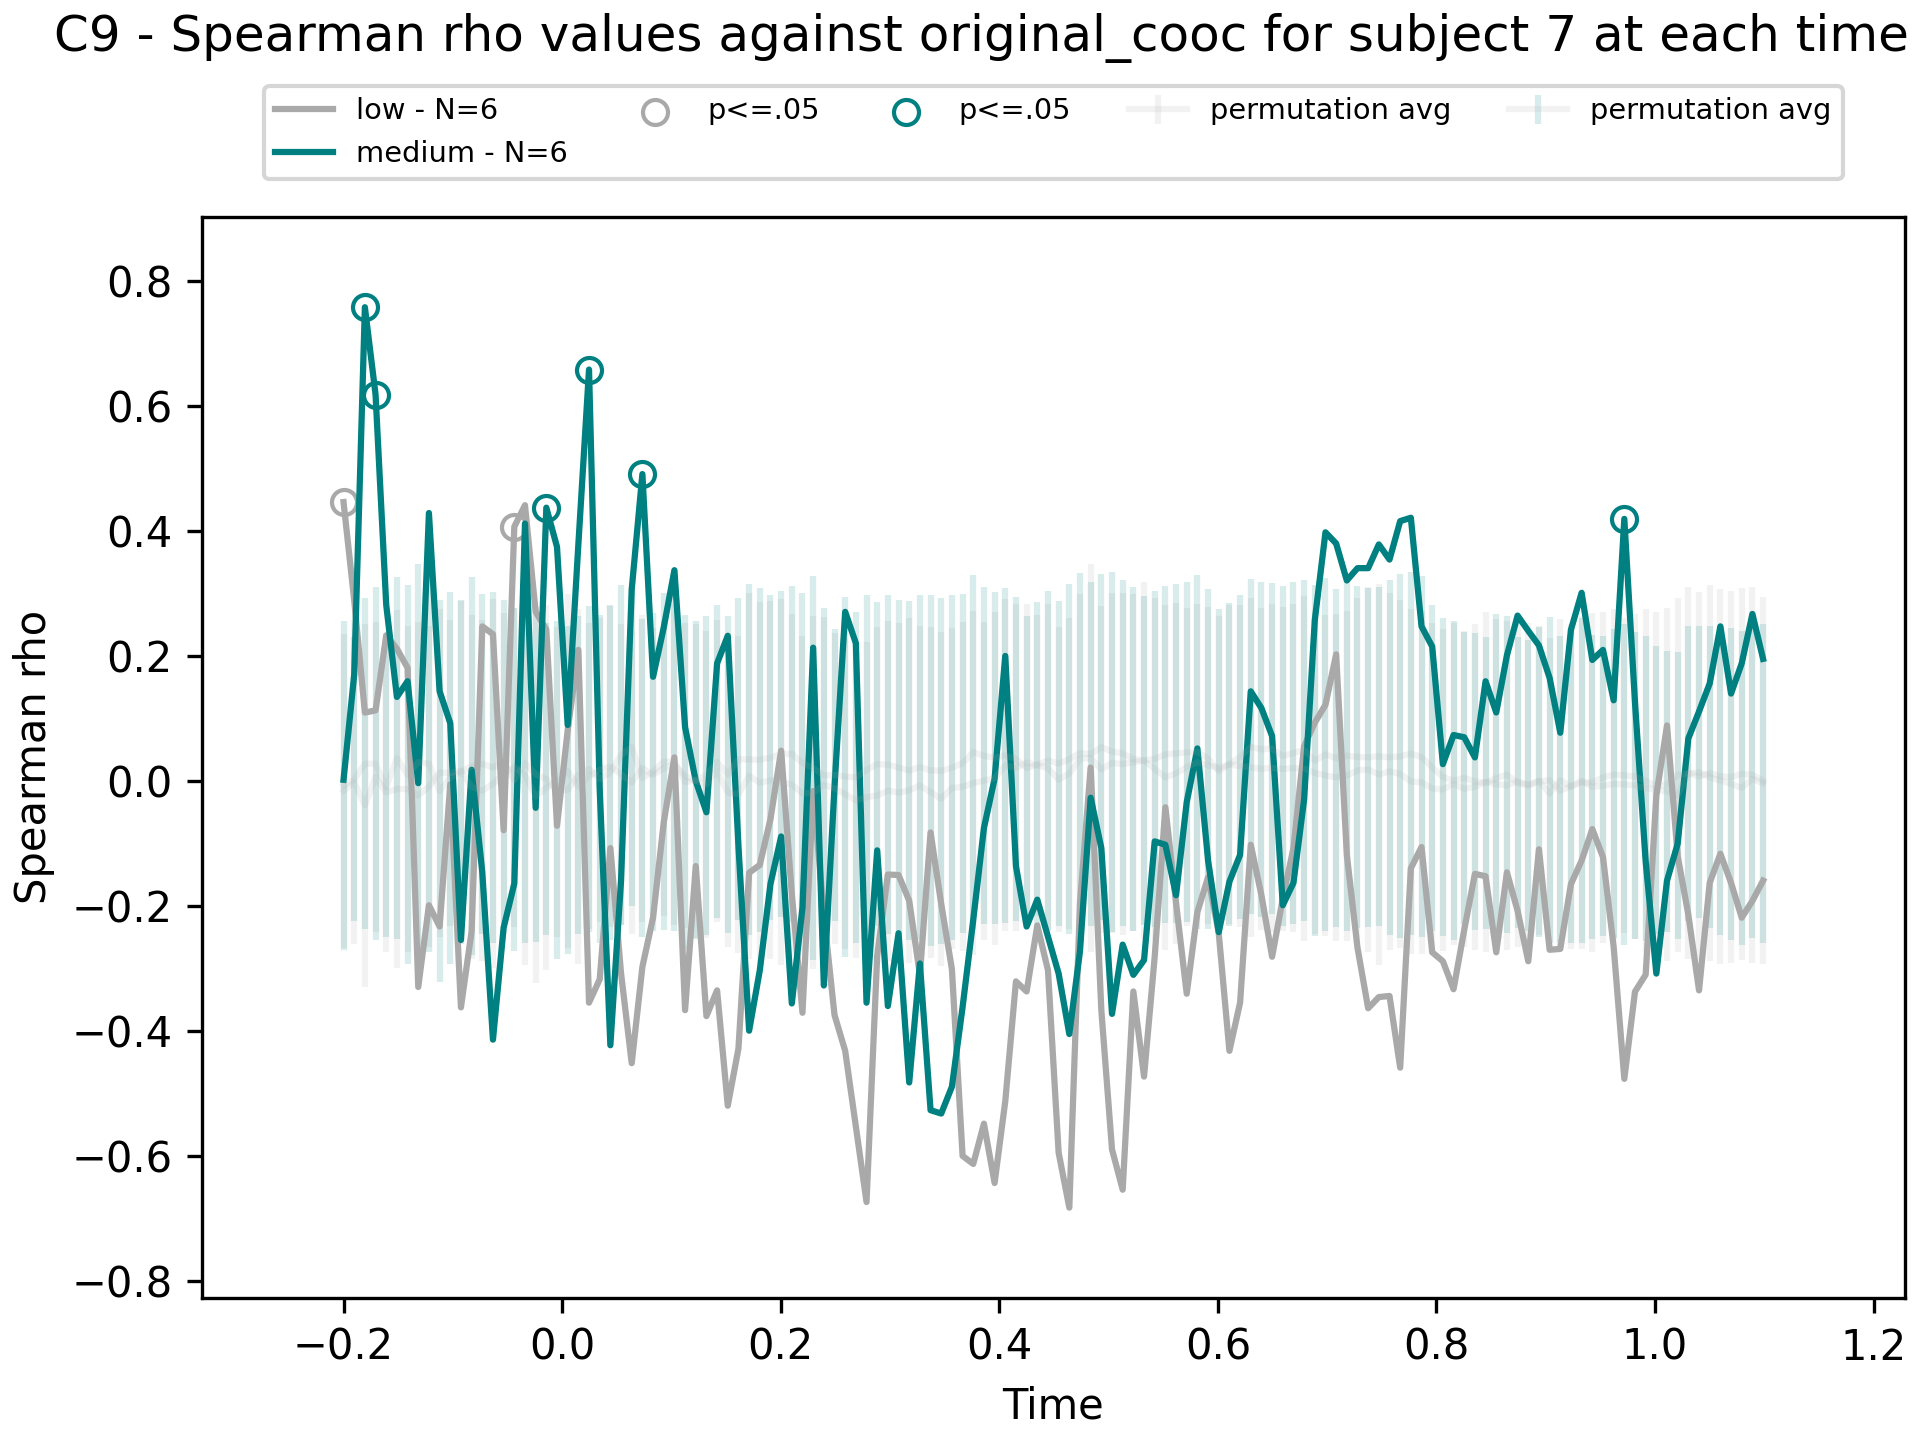 C9 - Spearman rho values against original_cooc for subject 7 at each time
low - N=6
medium - N=6
p<=.05
p<=.05
permutation avg
permutation avg
Spearman rho
0.8
0.6
0.4
0.2
0.0
−0.2
−0.4
−0.6
−0.8
−0.2
0.0
0.2
0.4
0.6
0.8
1.0
1.2
Time